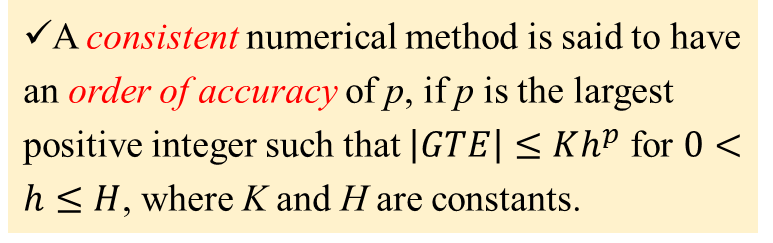 ✓A consistent numerical method is said to have
an order of accuracy of p, if p is the largest
positive integer such that |GTE| ≤ Khᵖ for 0 <
h ≤ H, where K and H are constants.